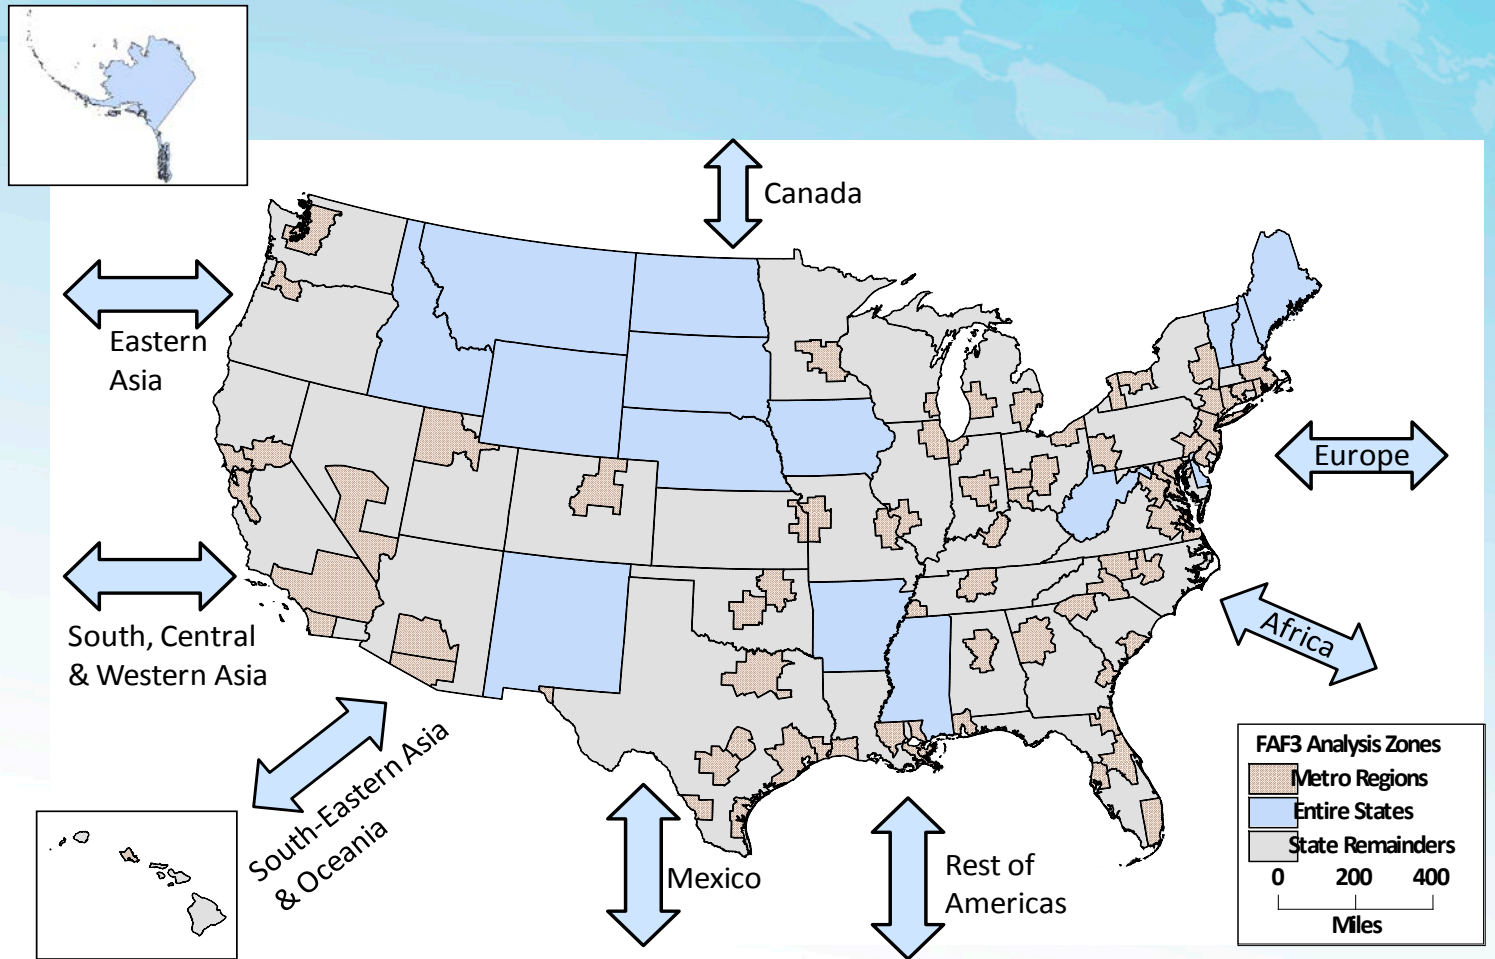 Canada
Eastern
Asia
Europe
South, Central
& Western Asia
Africa
South-Eastern Asia
& Oceania
Mexico
Rest of
Americas
FAF3 Analysis Zones
Metro Regions
Entire States
State Remainders
0 200 400
Miles